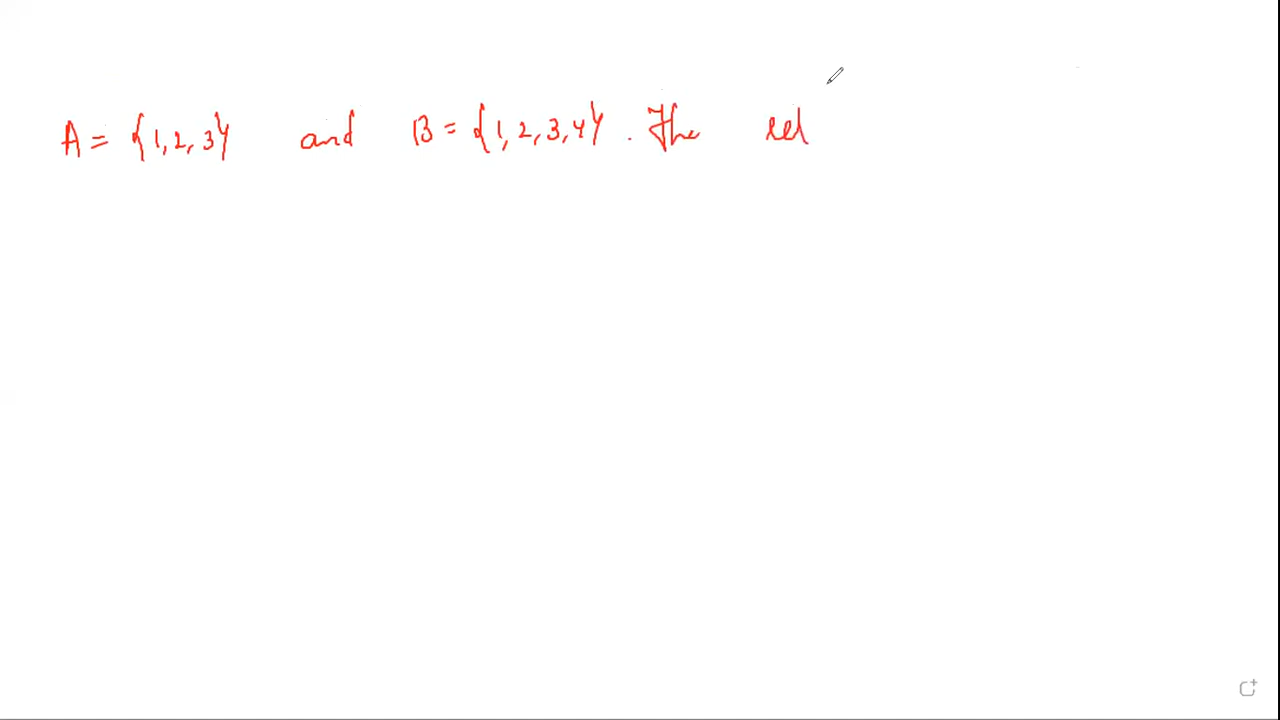 A = {1, 2, 3} and B = {1, 2, 3, 4}. The rel